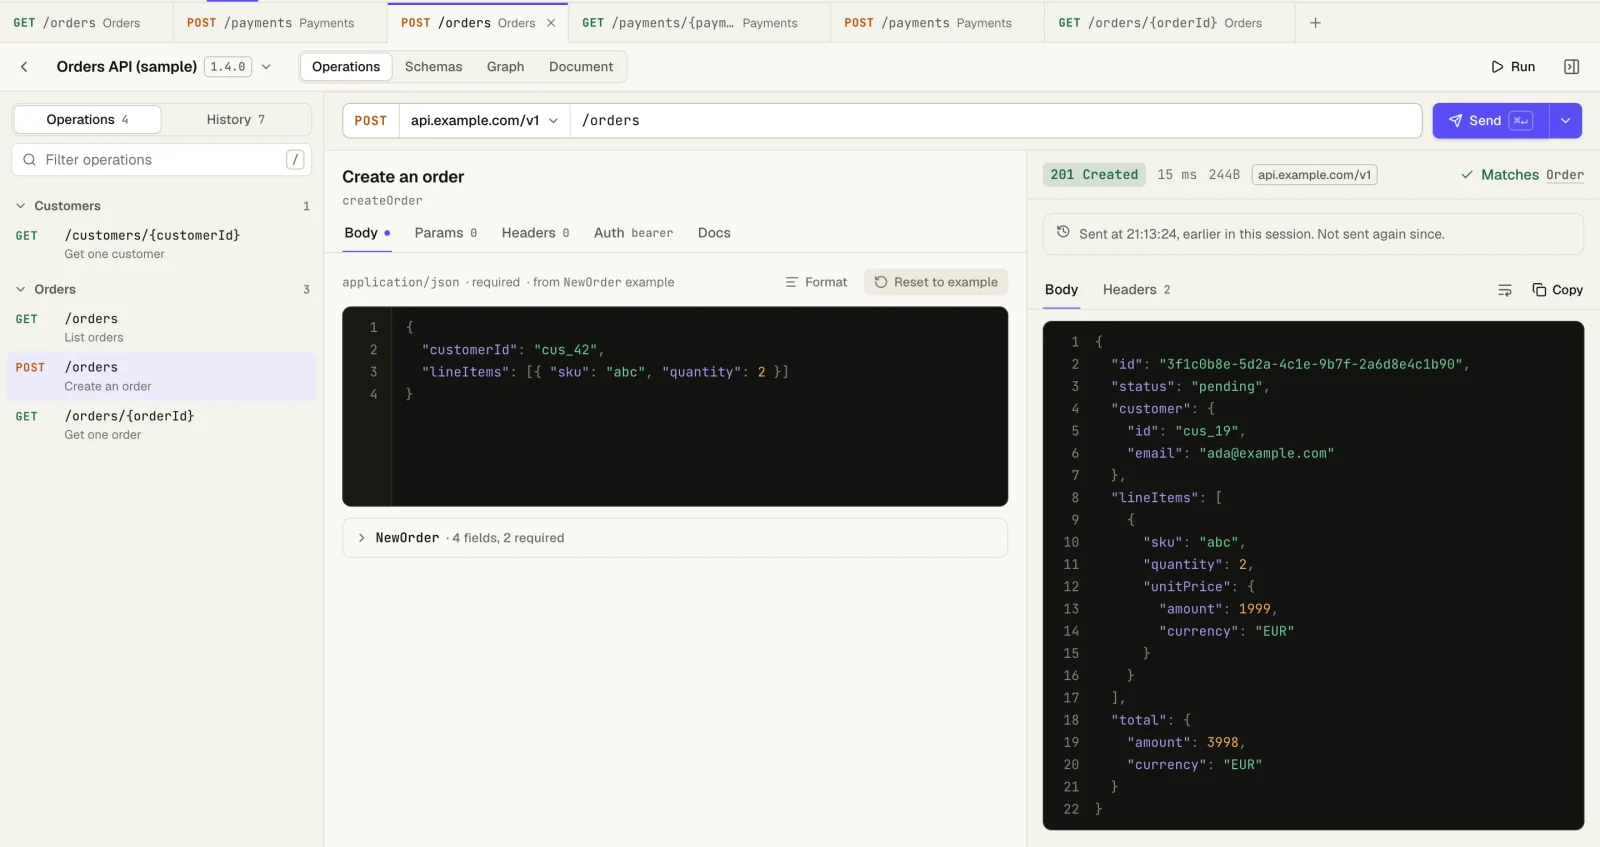 GET /orders Orders
POST /payments Payments
POST /orders Orders
GET /payments/{paym… Payments
POST /payments Payments
GET /orders/{orderId} Orders
Orders API (sample) 1.4.0
Operations
Schemas
Graph
Document
Run
Operations 4
History 7
Filter operations /
Customers 1
GET /customers/{customerId}
Get one customer
Orders 3
GET /orders
List orders
POST /orders
Create an order
GET /orders/{orderId}
Get one order
POST api.example.com/v1 /orders
Send ⌘↵
Create an order
createOrder
Body
Params 0
Headers 0
Auth bearer
Docs
application/json · required · from NewOrder example
Format
Reset to example
1 {
2 "customerId": "cus_42",
3 "lineItems": [{ "sku": "abc", "quantity": 2 }]
4 }
NewOrder · 4 fields, 2 required
201 Created 15 ms 244B api.example.com/v1
Matches Order
Sent at 21:13:24, earlier in this session. Not sent again since.
Body
Headers 2
Copy
1 {
2 "id": "3f1c0b8e-5d2a-4c1e-9b7f-2a6d8e4c1b90",
3 "status": "pending",
4 "customer": {
5 "id": "cus_19",
6 "email": "ada@example.com"
7 },
8 "lineItems": [
9 {
10 "sku": "abc",
11 "quantity": 2,
12 "unitPrice": {
13 "amount": 1999,
14 "currency": "EUR"
15 }
16 }
17 ],
18 "total": {
19 "amount": 3998,
20 "currency": "EUR"
21 }
22 }